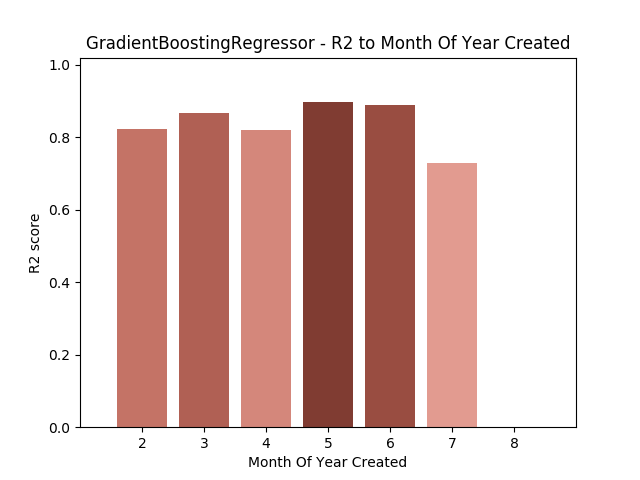 GradientBoostingRegressor - R2 to Month Of Year Created
1.0
0.8
0.6
0.4
0.2
0.0
R2 score
2 3 4 5 6 7 8
Month Of Year Created